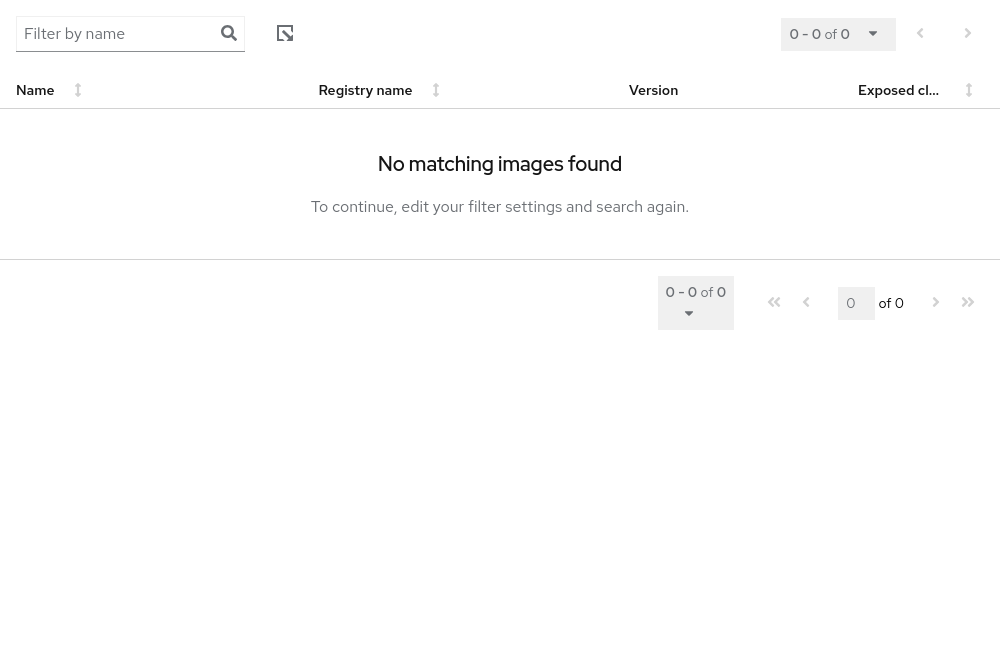 Filter by name
0 - 0 of 0
Name
Registry name
Version
Exposed cl...
No matching images found
To continue, edit your filter settings and search again.
0 - 0 of 0
0 of 0